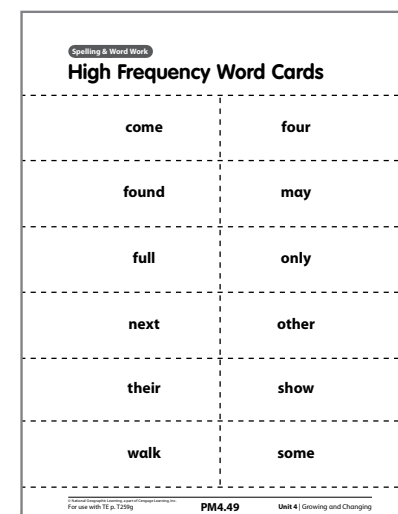 Spelling & Word Work
High Frequency Word Cards
come four
found may
full only
next other
their show
walk some
© National Geographic Learning, a part of Cengage Learning, Inc.
For use with TE p. T259g PM4.49 Unit 4 | Growing and Changing